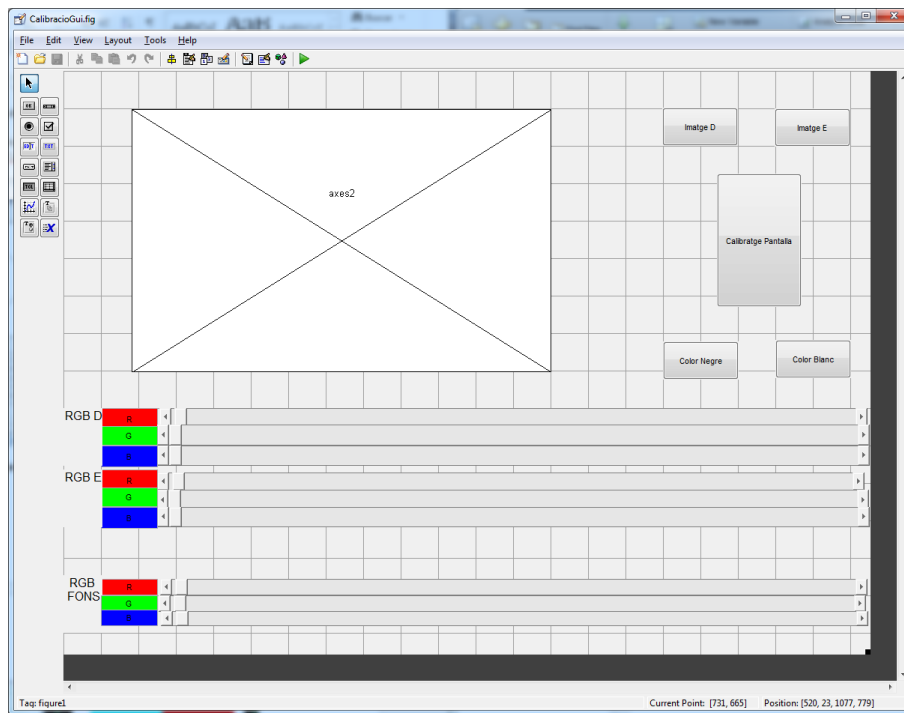 CalibracioGui.fig
File Edit View Layout Tools Help
Imatge D
Imatge E
axes2
Calibratge Pantalla
Color Negre
Color Blanc
RGB D
R
G
B
RGB E
R
G
B
RGB
FONS
R
G
B
Tag: figure1
Current Point: [731, 665]
Position: [520, 23, 1077, 779]